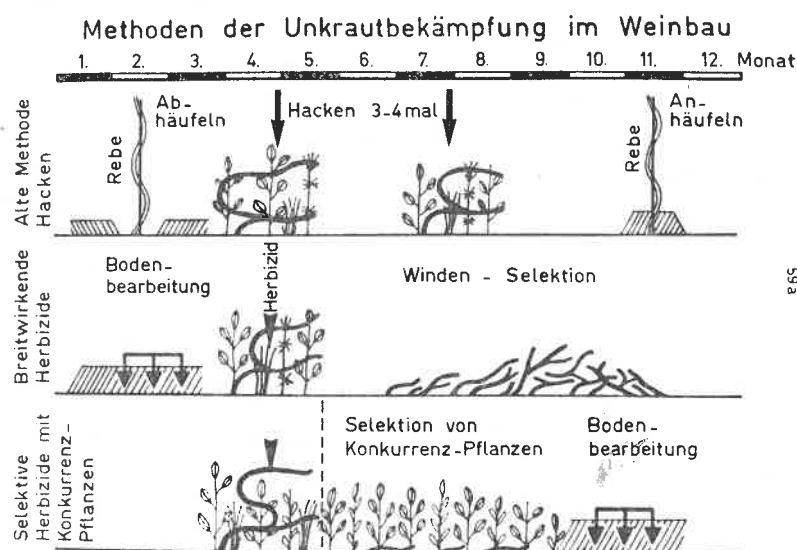 Methoden der Unkrautbekämpfung im Weinbau
1. 2. 3. 4. 5. 6. 7. 8. 9. 10. 11. 12. Monat
Alte Methode
Hacken
Rebe
Ab-
häufeln
Hacken 3-4mal
Rebe
An-
häufeln
Breitwirkende
Herbizide
Boden-
bearbeitung
Herbizid
Winden - Selektion
59a
Selektive
Herbizide mit
Konkurrenz-
Pflanzen
Selektion von
Konkurrenz-Pflanzen
Boden-
bearbeitung